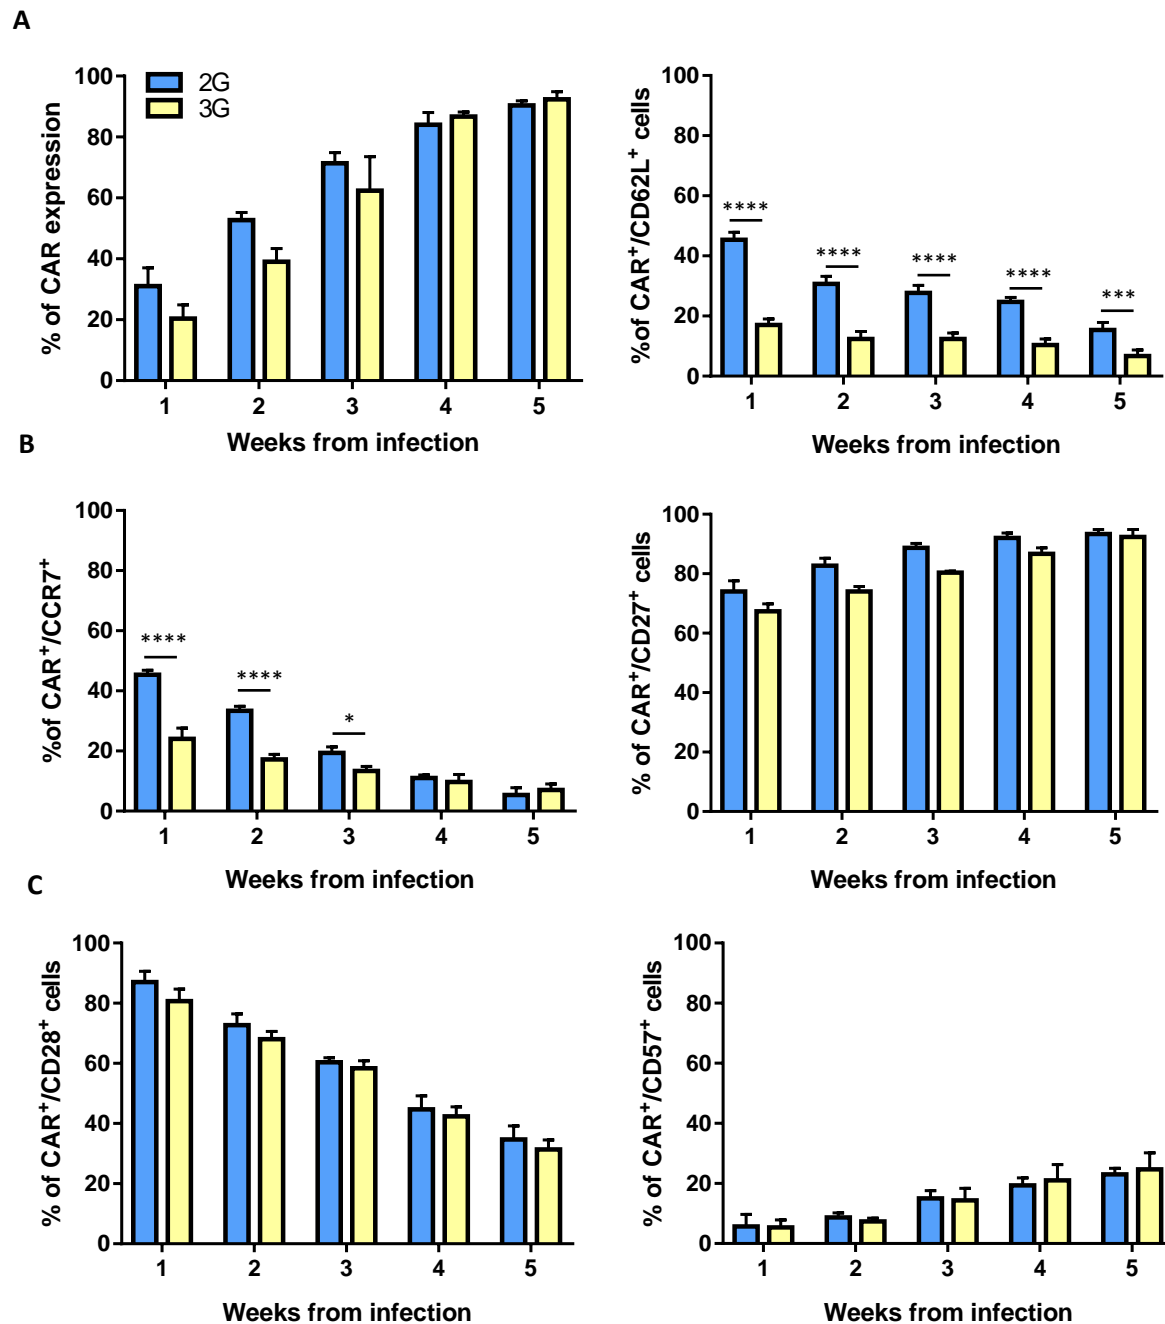 A
% of CAR expression
100
80
60
40
20
0
2G
3G
1 2 3 4 5
Weeks from infection
%of CAR+/CD62L+ cells
100
80
60
40
20
0
**** **** **** **** ***
1 2 3 4 5
Weeks from infection
B
%of CAR+/CCR7+
100
80
60
40
20
0
**** **** *
1 2 3 4 5
Weeks from infection
% of CAR+/CD27+ cells
100
80
60
40
20
0
1 2 3 4 5
Weeks from infection
C
% of CAR+/CD28+ cells
100
80
60
40
20
0
1 2 3 4 5
Weeks from infection
% of CAR+/CD57+ cells
100
80
60
40
20
0
1 2 3 4 5
Weeks from infection